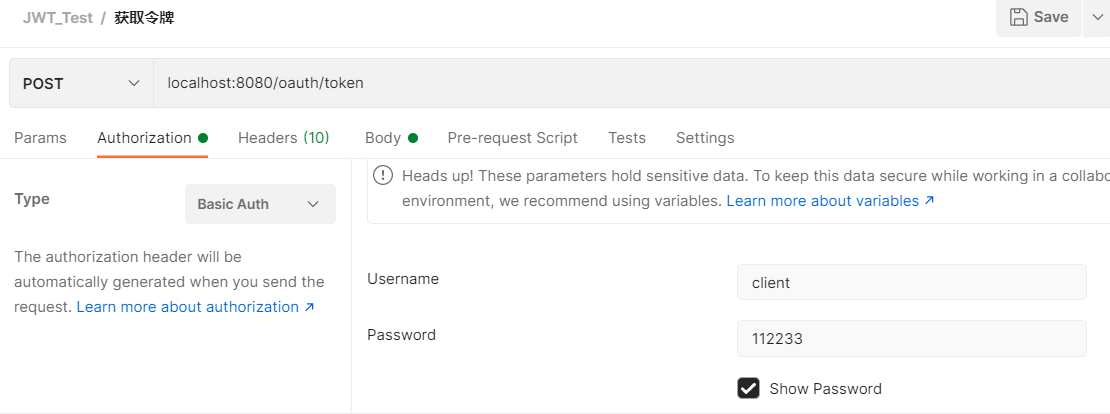 JWT_Test / 获取令牌
Save
POST
localhost:8080/oauth/token
Params Authorization Headers (10) Body Pre-request Script Tests Settings
Heads up! These parameters hold sensitive data. To keep this data secure while working in a collabo
environment, we recommend using variables. Learn more about variables ↗
Type
Basic Auth
The authorization header will be
automatically generated when you send the
request. Learn more about authorization ↗
Username
client
Password
112233
Show Password